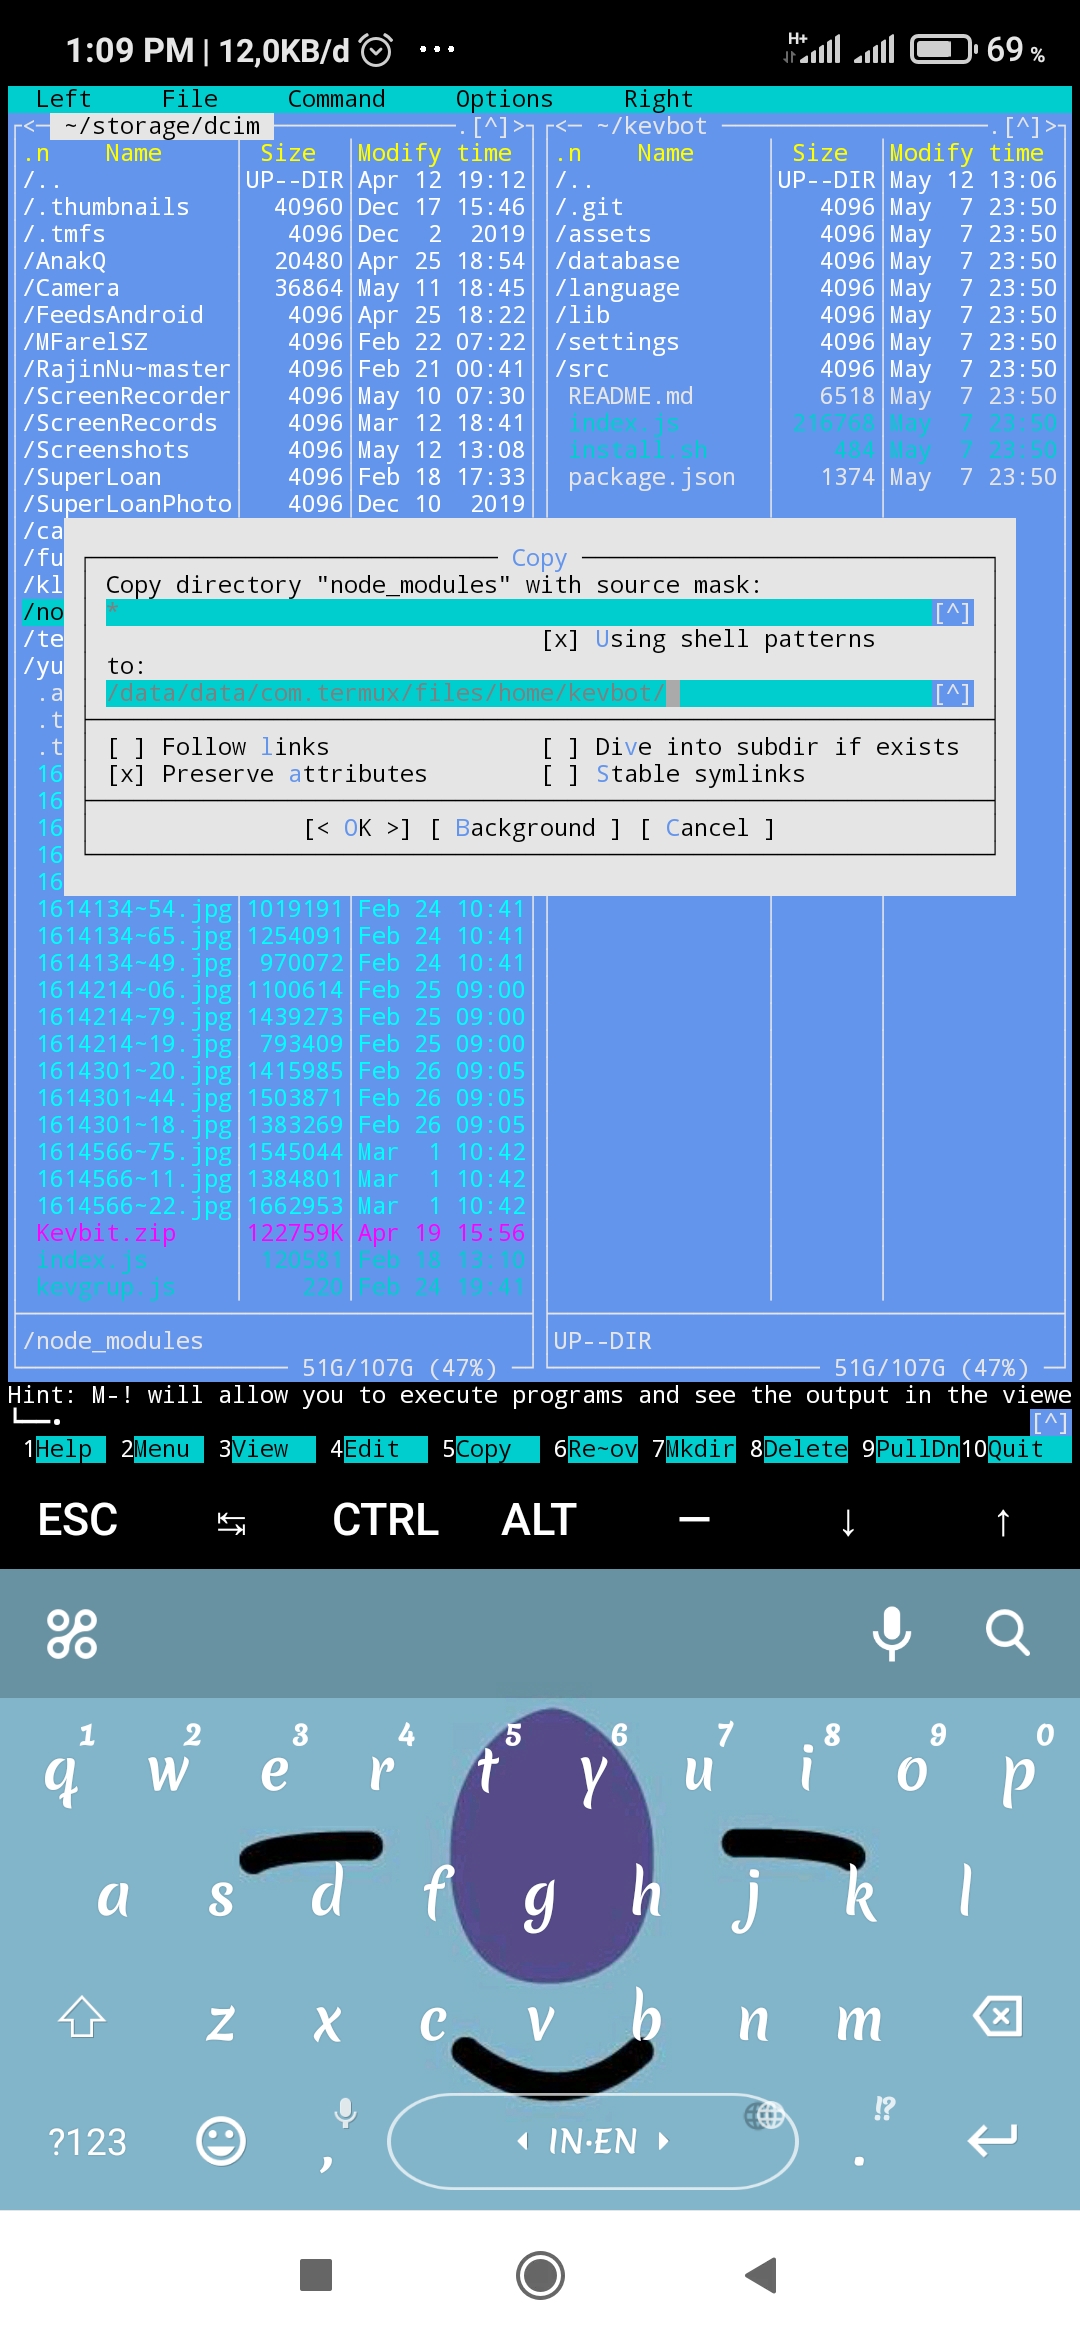 1:09 PM | 12,0KB/d ... H+ 69 %
Left File Command Options Right
<─ ~/storage/dcim .[^]> <─ ~/kevbot .[^]>
.n Name Size Modify time .n Name Size Modify time
/.. UP--DIR Apr 12 19:12 /.. UP--DIR May 12 13:06
/.thumbnails 40960 Dec 17 15:46 /.git 4096 May 7 23:50
/.tmfs 4096 Dec 2 2019 /assets 4096 May 7 23:50
/AnakQ 20480 Apr 25 18:54 /database 4096 May 7 23:50
/Camera 36864 May 11 18:45 /language 4096 May 7 23:50
/FeedsAndroid 4096 Apr 25 18:22 /lib 4096 May 7 23:50
/MFarelSZ 4096 Feb 22 07:22 /settings 4096 May 7 23:50
/RajinNu~master 4096 Feb 21 00:41 /src 4096 May 7 23:50
/ScreenRecorder 4096 May 10 07:30 README.md 6518 May 7 23:50
/ScreenRecords 4096 Mar 12 18:41 index.js 216768 May 7 23:50
/Screenshots 4096 May 12 13:08 install.sh 484 May 7 23:50
/SuperLoan 4096 Feb 18 17:33 package.json 1374 May 7 23:50
/SuperLoanPhoto 4096 Dec 10 2019
/ca
/fu Copy
/kl Copy directory "node_modules" with source mask:
/no * [^]
/te [x] Using shell patterns
/yu to:
.a /data/data/com.termux/files/home/kevbot/ [^]
.t
.t [ ] Follow links [ ] Dive into subdir if exists
16 [x] Preserve attributes [ ] Stable symlinks
16
16 [< OK >] [ Background ] [ Cancel ]
16
16
1614134~54.jpg 1019191 Feb 24 10:41
1614134~65.jpg 1254091 Feb 24 10:41
1614134~49.jpg 970072 Feb 24 10:41
1614214~06.jpg 1100614 Feb 25 09:00
1614214~79.jpg 1439273 Feb 25 09:00
1614214~19.jpg 793409 Feb 25 09:00
1614301~20.jpg 1415985 Feb 26 09:05
1614301~44.jpg 1503871 Feb 26 09:05
1614301~18.jpg 1383269 Feb 26 09:05
1614566~75.jpg 1545044 Mar 1 10:42
1614566~11.jpg 1384801 Mar 1 10:42
1614566~22.jpg 1662953 Mar 1 10:42
Kevbit.zip 122759K Apr 19 15:56
index.js 120581 Feb 18 13:10
kevgrup.js 220 Feb 24 19:41
/node_modules UP--DIR
51G/107G (47%) 51G/107G (47%)
Hint: M-! will allow you to execute programs and see the output in the viewe
[^]
1Help 2Menu 3View 4Edit 5Copy 6Re~ov 7Mkdir 8Delete 9PullDn 10Quit
ESC ↹ CTRL ALT — ↓ ↑
1 2 3 4 5 6 7 8 9 0
q w e r t y u i o p
a s d f g h j k l
z x c v b n m
?123 , IN·EN . !?